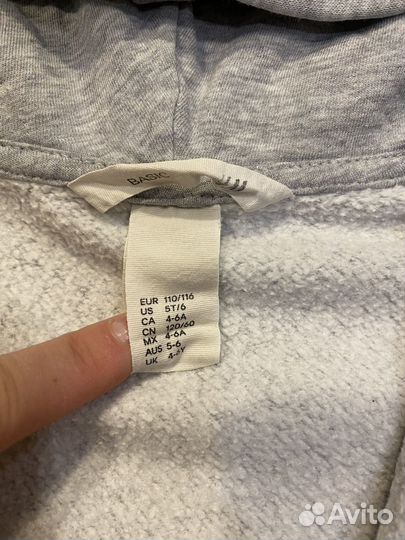 BASIC
EUR 110/116
US 5T/6
CA 4-6A
CN 120/60
MX 4-6A
AUS 5-6
UK 4-6Y
Avito